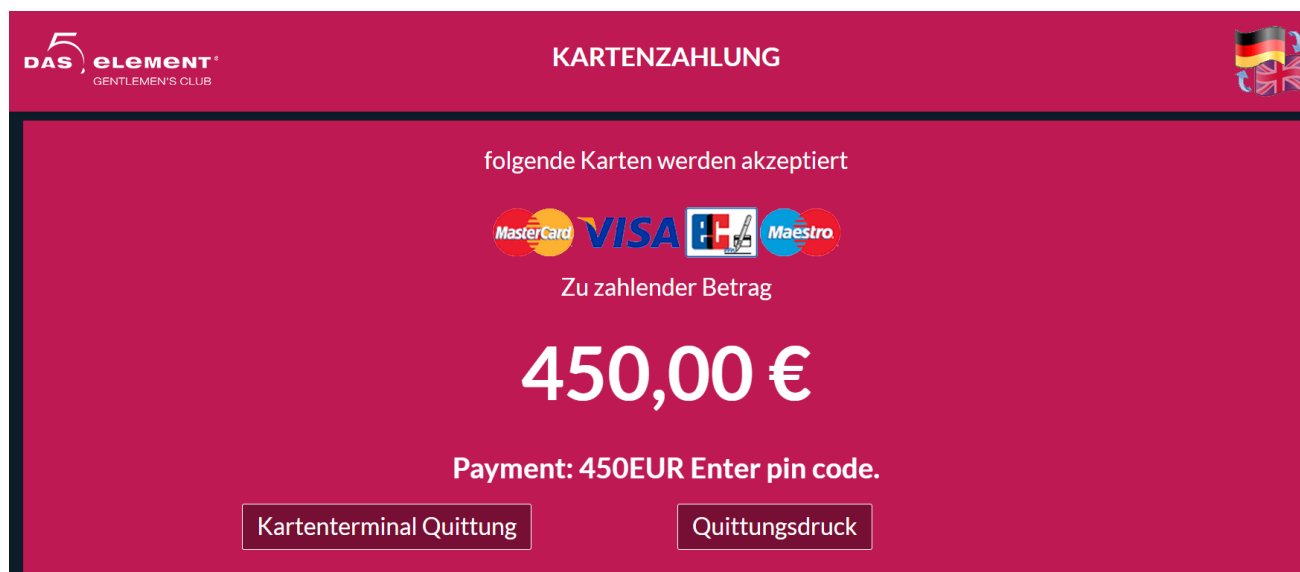 DAS 5 ELEMENT®
GENTLEMEN'S CLUB
KARTENZAHLUNG
folgende Karten werden akzeptiert
MasterCard VISA ec Maestro
Zu zahlender Betrag
450,00 €
Payment: 450EUR Enter pin code.
Kartenterminal Quittung Quittungsdruck